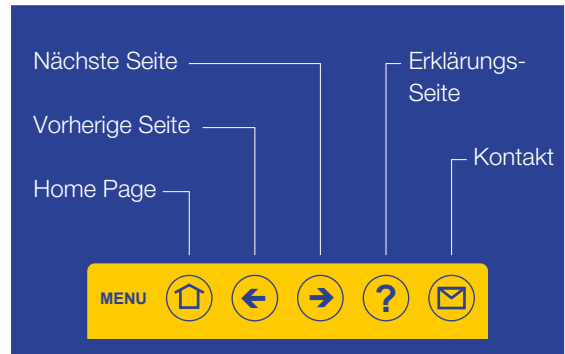 Nächste Seite
Vorherige Seite
Home Page
Erklärungs-
Seite
Kontakt
MENU
?